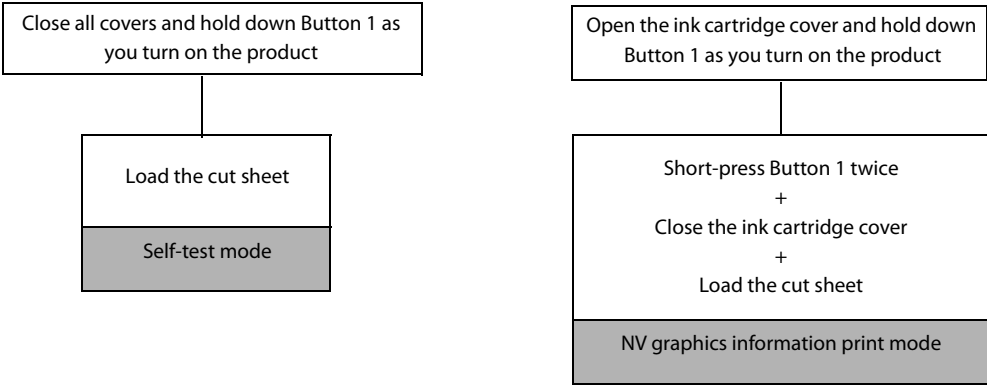 Close all covers and hold down Button 1 as
you turn on the product
Load the cut sheet
Self-test mode
Open the ink cartridge cover and hold down
Button 1 as you turn on the product
Short-press Button 1 twice
+
Close the ink cartridge cover
+
Load the cut sheet
NV graphics information print mode